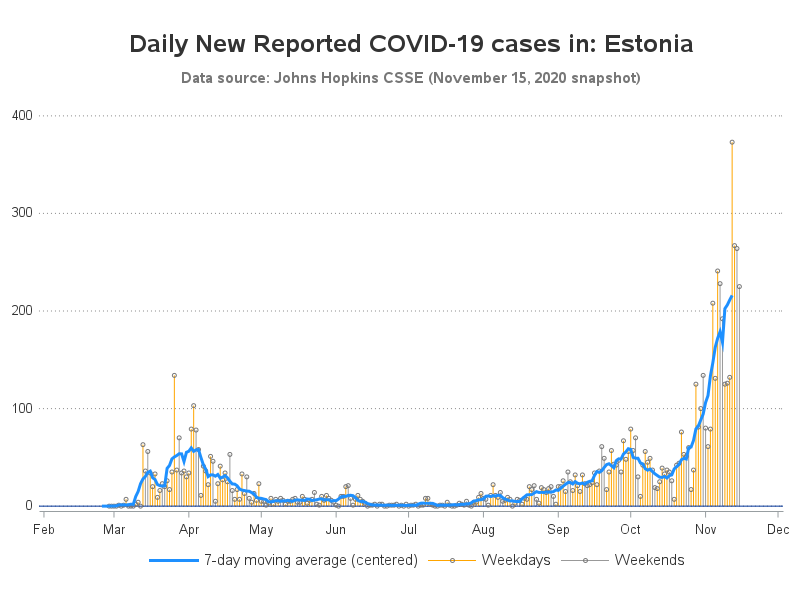 Daily New Reported COVID-19 cases in: Estonia
Data source: Johns Hopkins CSSE (November 15, 2020 snapshot)
400
300
200
100
0
Feb Mar Apr May Jun Jul Aug Sep Oct Nov Dec
7-day moving average (centered) Weekdays Weekends